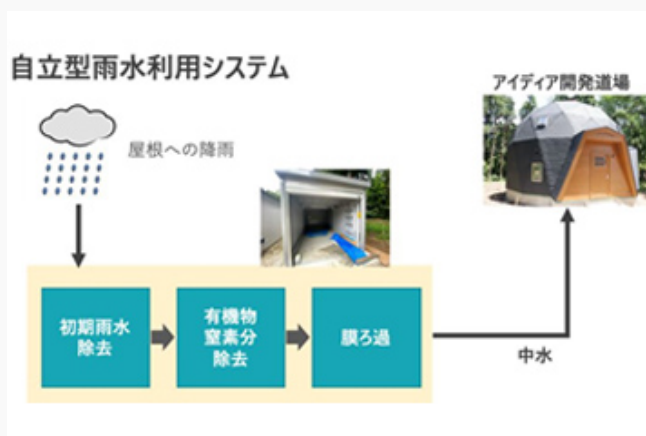 自立型雨水利用システム
アイディア開発道場
屋根への降雨
初期雨水
除去
有機物
窒素分
除去
膜ろ過
中水